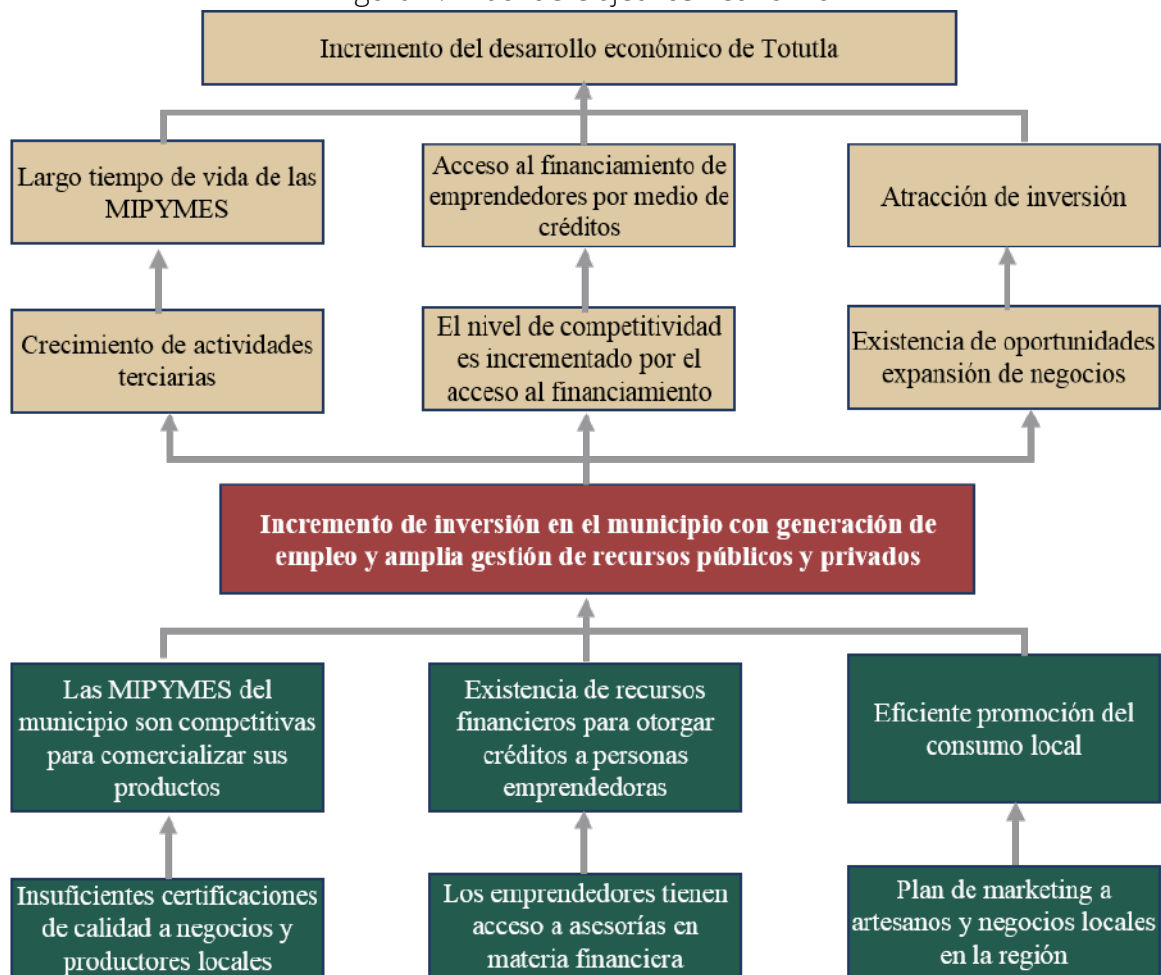 Incremento del desarrollo económico de Totutla
Largo tiempo de vida de las
MIPYMES
Acceso al financiamiento de
emprendedores por medio de
créditos
Atracción de inversión
Crecimiento de actividades
terciarias
El nivel de competitividad
es incrementado por el
acceso al financiamiento
Existencia de oportunidades
expansión de negocios
Incremento de inversión en el municipio con generación de
empleo y amplia gestión de recursos públicos y privados
Las MIPYMES del
municipio son competitivas
para comercializar sus
productos
Existencia de recursos
financieros para otorgar
créditos a personas
emprendedoras
Eficiente promoción del
consumo local
Insuficientes certificaciones
de calidad a negocios y
productores locales
Los emprendedores tienen
acceso a asesorías en
materia financiera
Plan de marketing a
artesanos y negocios locales
en la región